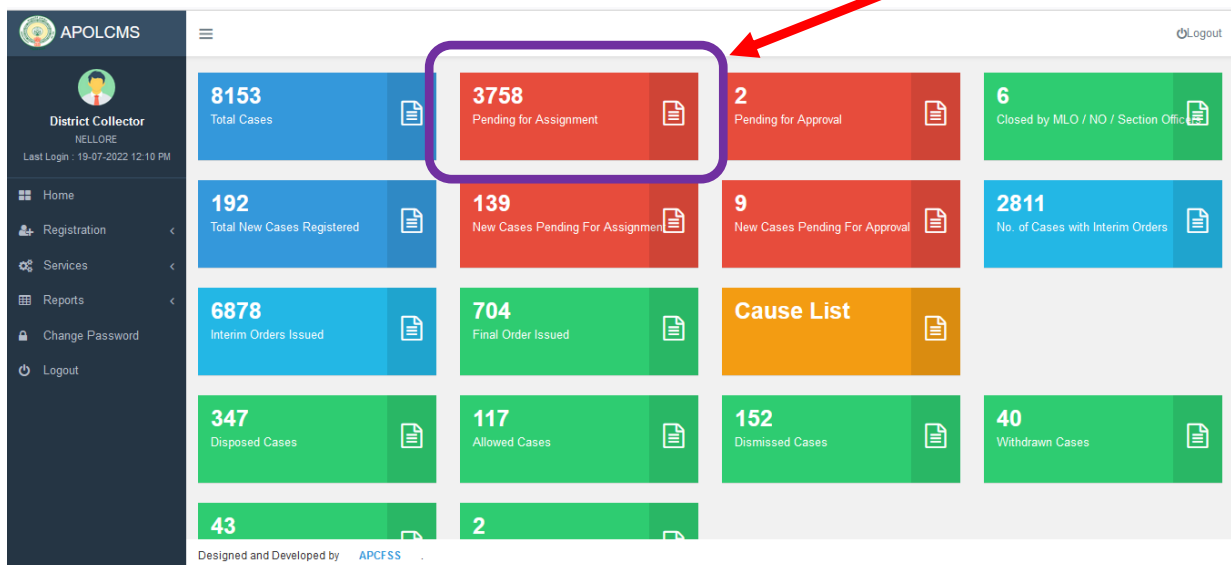 APOLCMS
Logout
District Collector
NELLORE
Last Login : 19-07-2022 12:10 PM
Home
Registration
Services
Reports
Change Password
Logout
8153
Total Cases
3758
Pending for Assignment
2
Pending for Approval
6
Closed by MLO / NO / Section Officers
192
Total New Cases Registered
139
New Cases Pending For Assignmen
9
New Cases Pending For Approval
2811
No. of Cases with Interim Orders
6878
Interim Orders Issued
704
Final Order Issued
Cause List
347
Disposed Cases
117
Allowed Cases
152
Dismissed Cases
40
Withdrawn Cases
43
2
Designed and Developed by APCFSS .